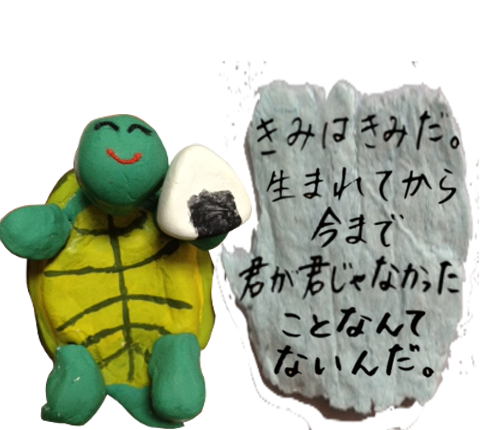 きみはきみだ。
生まれてから
今まで
君が君じゃなかった
ことなんて
ないんだ。